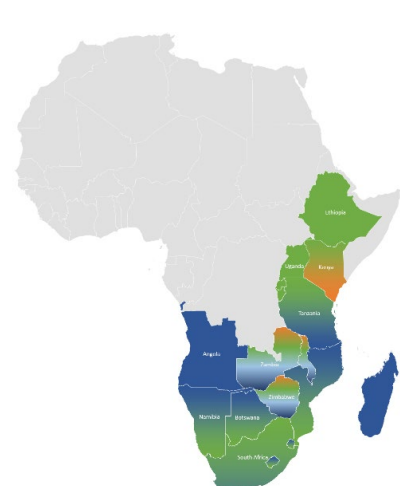 Ethiopia
Uganda
Kenya
Tanzania
Angola
Zambia
Zimbabwe
Namibia
Botswana
South Africa